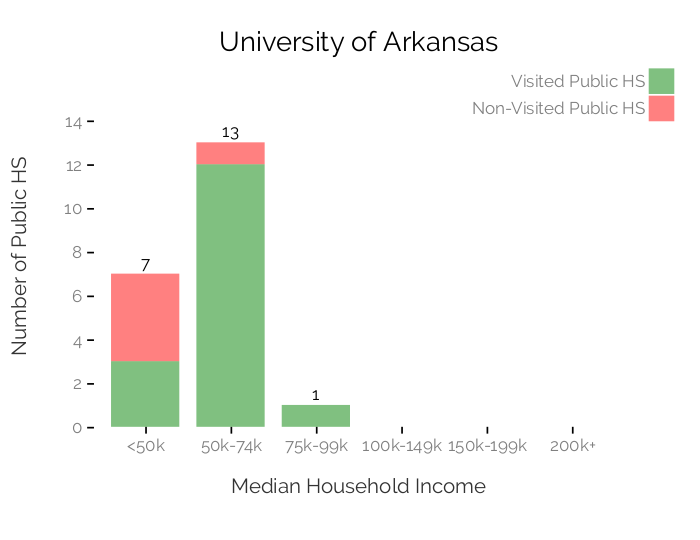 University of Arkansas
Visited Public HS
Non-Visited Public HS
Number of Public HS
14
12
10
8
6
4
2
0
7
13
1
<50k 50k-74k 75k-99k 100k-149k 150k-199k 200k+
Median Household Income